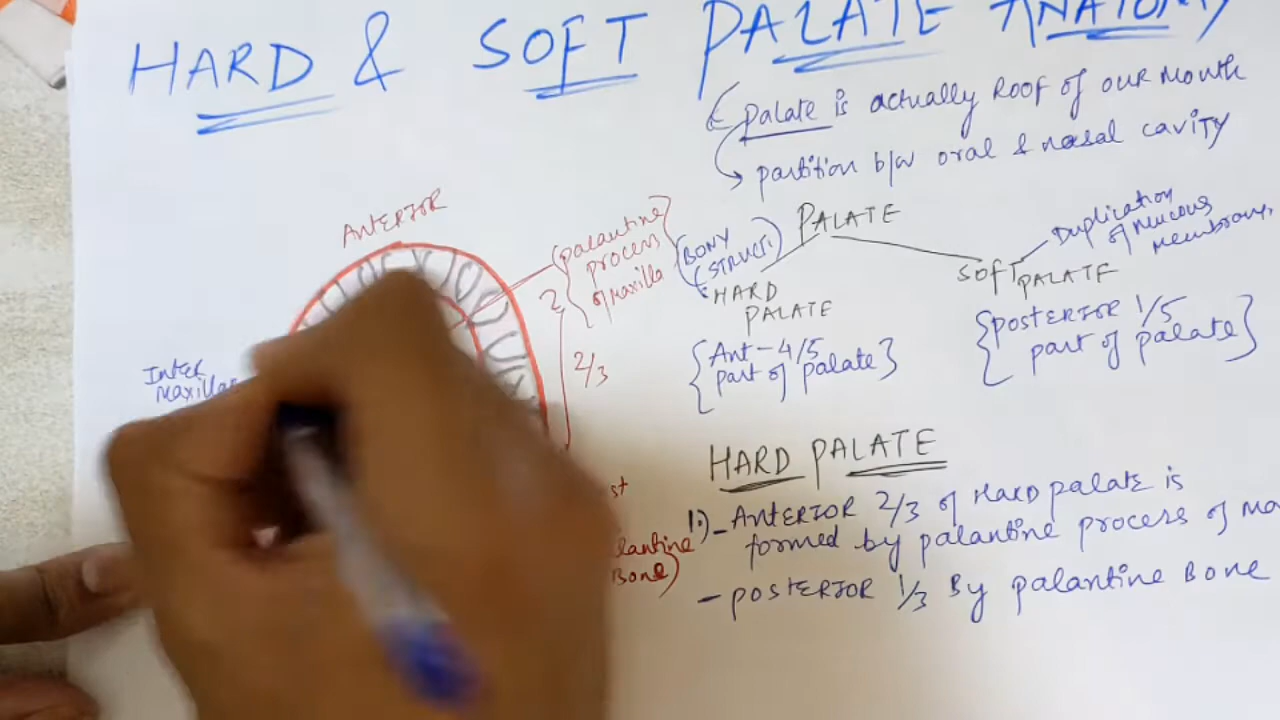 HARD & SOFT PALATE ANATOMY
palate is actually Roof of our mouth
partition b/w oral & nasal cavity
PALATE
(BONY
(STRUCT)
HARD
PALATE
{Ant - 4/5
part of palate}
SOFT
PALATE
Duplication
of mucous
membrane.
{POSTERIOR 1/5
part of palate}
ANTERIOR
(palantine
process
of maxilla
2/3
Inter
maxillar
st
lantine
Bone)
HARD PALATE
1.) - ANTERIOR 2/3 of HARD palate is
formed by palantine process of ma
- POSTERIOR 1/3 By palantine Bone